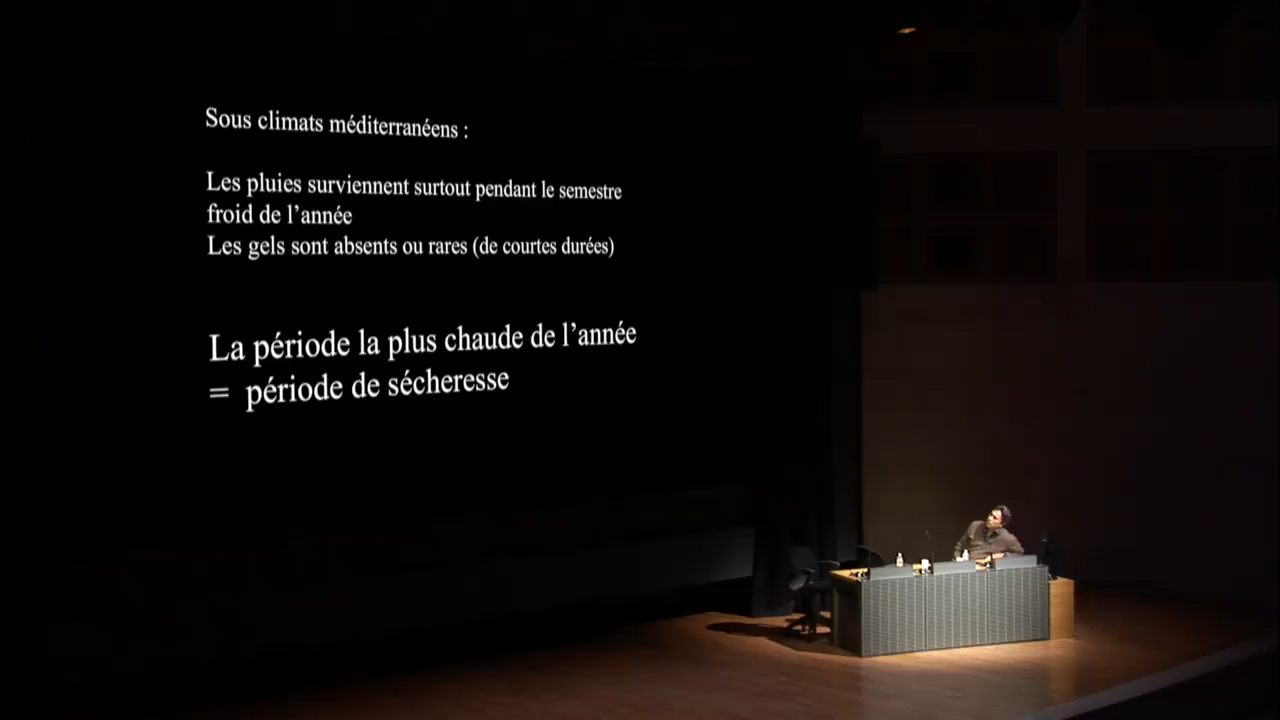 Sous climats méditerranéens :
Les pluies surviennent surtout pendant le semestre
froid de l’année
Les gels sont absents ou rares (de courtes durées)
La période la plus chaude de l’année
= période de sécheresse